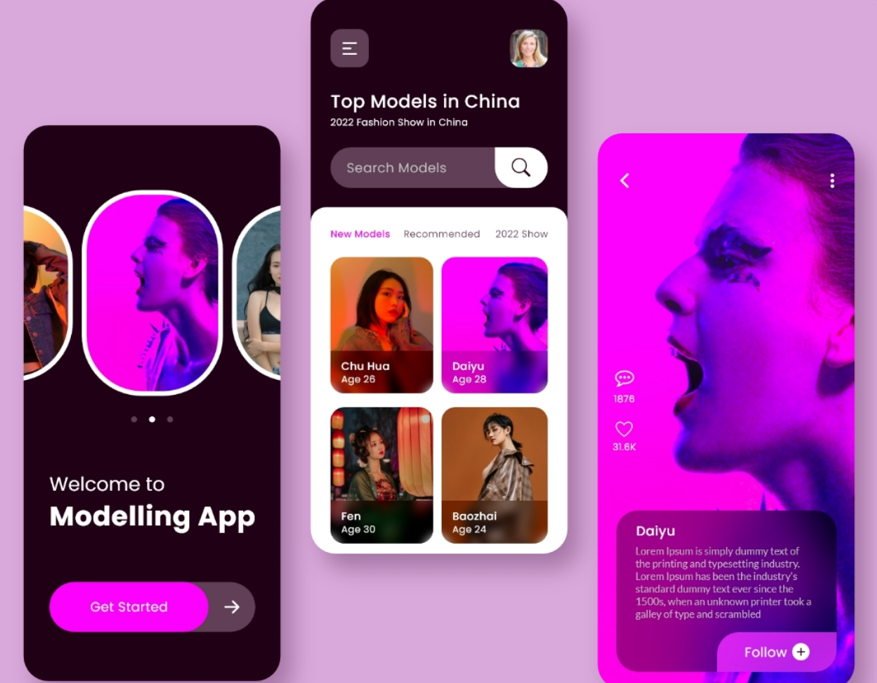 Welcome to
Modelling App
Get Started
Top Models in China
2022 Fashion Show in China
Search Models
New Models Recommended 2022 Show
Chu Hua
Age 26
Daiyu
Age 28
Fen
Age 30
Baozhai
Age 24
1876
31.6K
Daiyu
Lorem Ipsum is simply dummy text of
the printing and typesetting industry.
Lorem Ipsum has been the industry's
standard dummy text ever since the
1500s, when an unknown printer took a
galley of type and scrambled
Follow